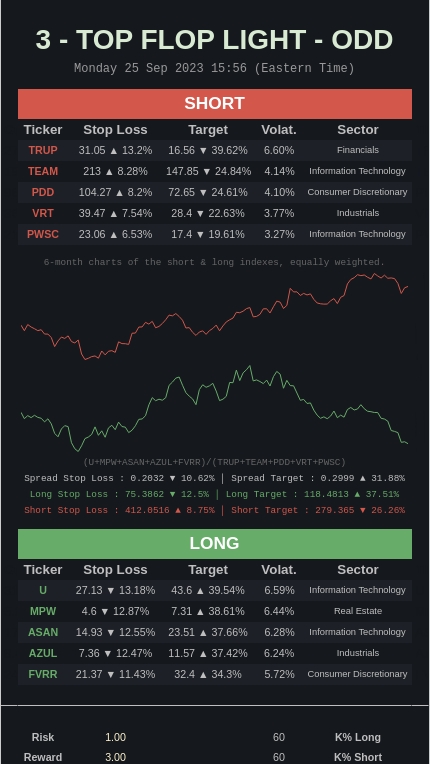 3 - TOP FLOP LIGHT - ODD
Monday 25 Sep 2023 15:56 (Eastern Time)
SHORT
Ticker Stop Loss Target Volat. Sector
TRUP 31.05 ▲ 13.2% 16.56 ▼ 39.62% 6.60% Financials
TEAM 213 ▲ 8.28% 147.85 ▼ 24.84% 4.14% Information Technology
PDD 104.27 ▲ 8.2% 72.65 ▼ 24.61% 4.10% Consumer Discretionary
VRT 39.47 ▲ 7.54% 28.4 ▼ 22.63% 3.77% Industrials
PWSC 23.06 ▲ 6.53% 17.4 ▼ 19.61% 3.27% Information Technology
6-month charts of the short & long indexes, equally weighted.
(U+MPW+ASAN+AZUL+FVRR)/(TRUP+TEAM+PDD+VRT+PWSC)
Spread Stop Loss : 0.2032 ▼ 10.62% | Spread Target : 0.2999 ▲ 31.88%
Long Stop Loss : 75.3862 ▼ 12.5% | Long Target : 118.4813 ▲ 37.51%
Short Stop Loss : 412.0516 ▲ 8.75% | Short Target : 279.365 ▼ 26.26%
LONG
Ticker Stop Loss Target Volat. Sector
U 27.13 ▼ 13.18% 43.6 ▲ 39.54% 6.59% Information Technology
MPW 4.6 ▼ 12.87% 7.31 ▲ 38.61% 6.44% Real Estate
ASAN 14.93 ▼ 12.55% 23.51 ▲ 37.66% 6.28% Information Technology
AZUL 7.36 ▼ 12.47% 11.57 ▲ 37.42% 6.24% Industrials
FVRR 21.37 ▼ 11.43% 32.4 ▲ 34.3% 5.72% Consumer Discretionary
Risk 1.00 60 K% Long
Reward 3.00 60 K% Short